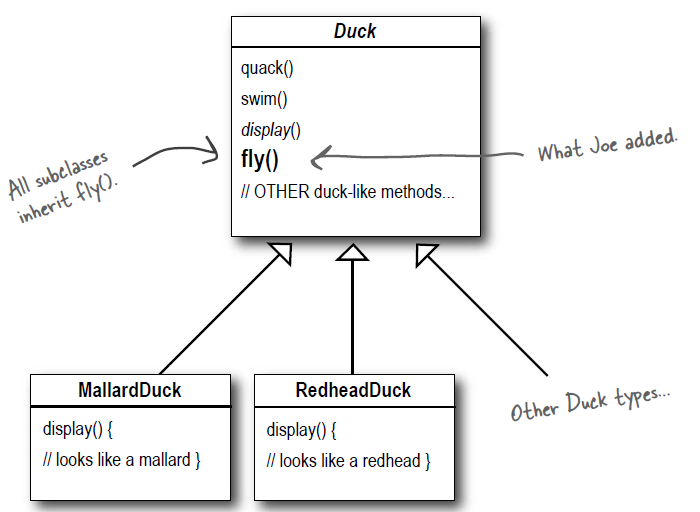 Duck
quack()
swim()
display()
fly()
// OTHER duck-like methods...
All subclasses
inherit fly().
What Joe added.
MallardDuck
display() {
// looks like a mallard }
RedheadDuck
display() {
// looks like a redhead }
Other Duck types...